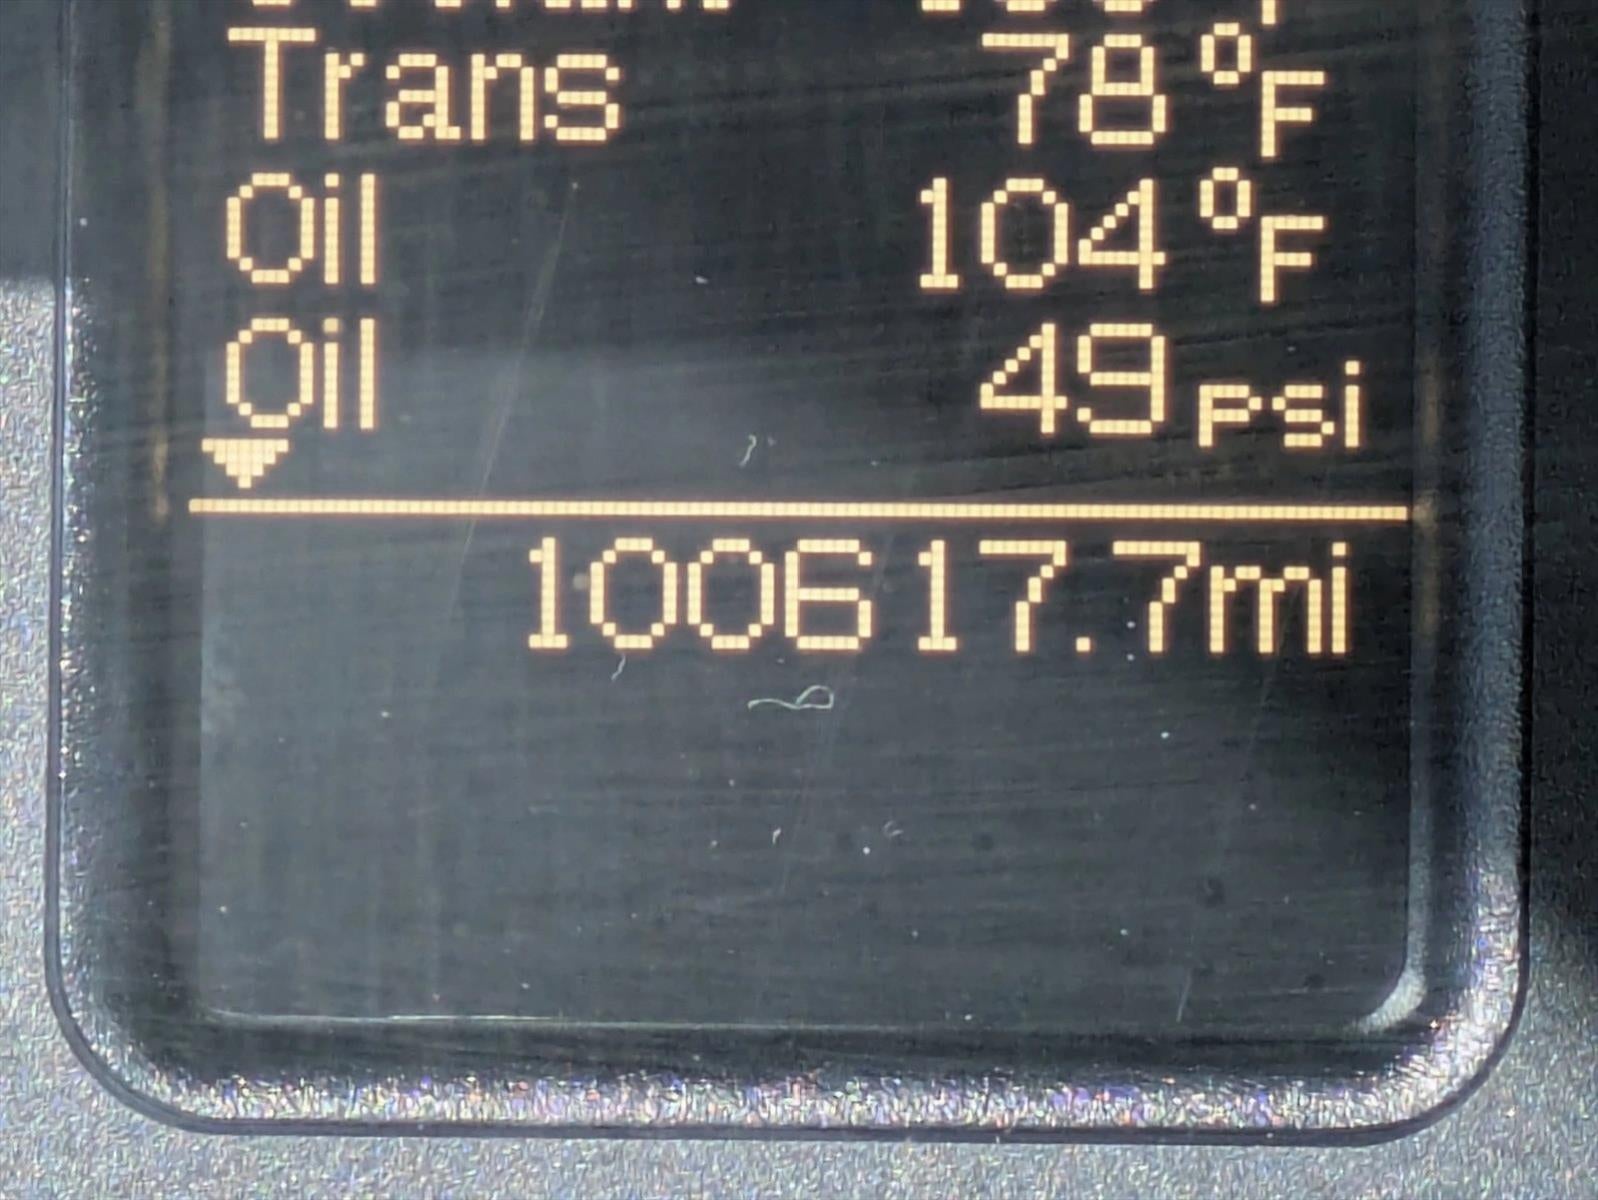 Trans 78°F
Oil 104°F
Oil 49psi
100617.7mi